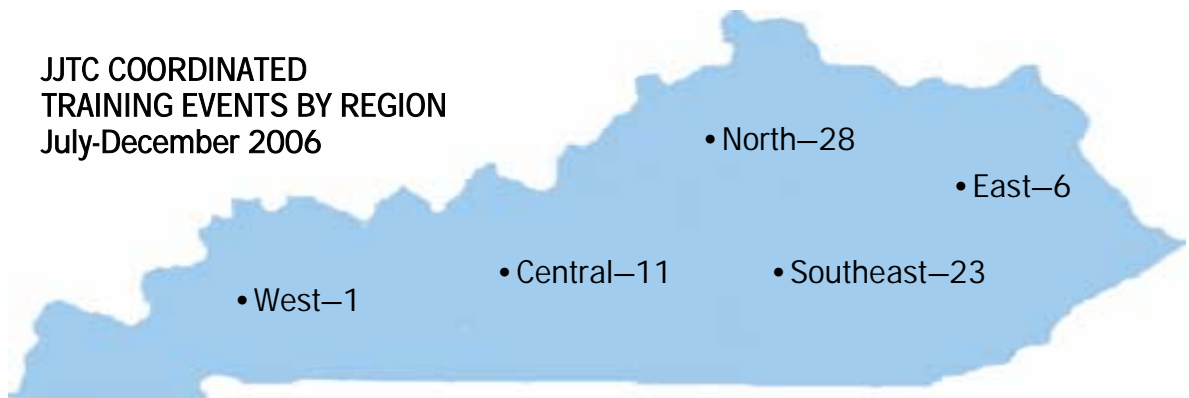 JJTC COORDINATED
TRAINING EVENTS BY REGION
July-December 2006
•North—28
•East—6
•Central—11
•Southeast—23
•West—1